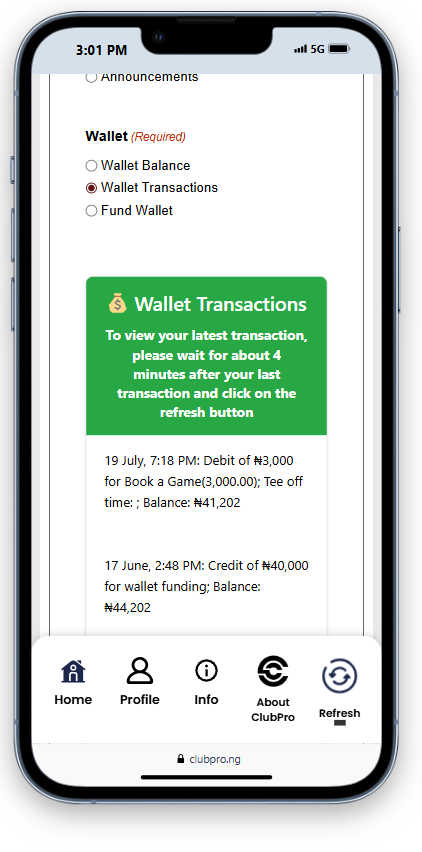 3:01 PM
5G
Announcements
Wallet (Required)
Wallet Balance
Wallet Transactions
Fund Wallet
Wallet Transactions
To view your latest transaction,
please wait for about 4
minutes after your last
transaction and click on the
refresh button
19 July, 7:18 PM: Debit of ₦3,000
for Book a Game(3,000.00); Tee off
time: ; Balance: ₦41,202
17 June, 2:48 PM: Credit of ₦40,000
for wallet funding; Balance:
₦44,202
Home
Profile
Info
About
ClubPro
Refresh
clubpro.ng